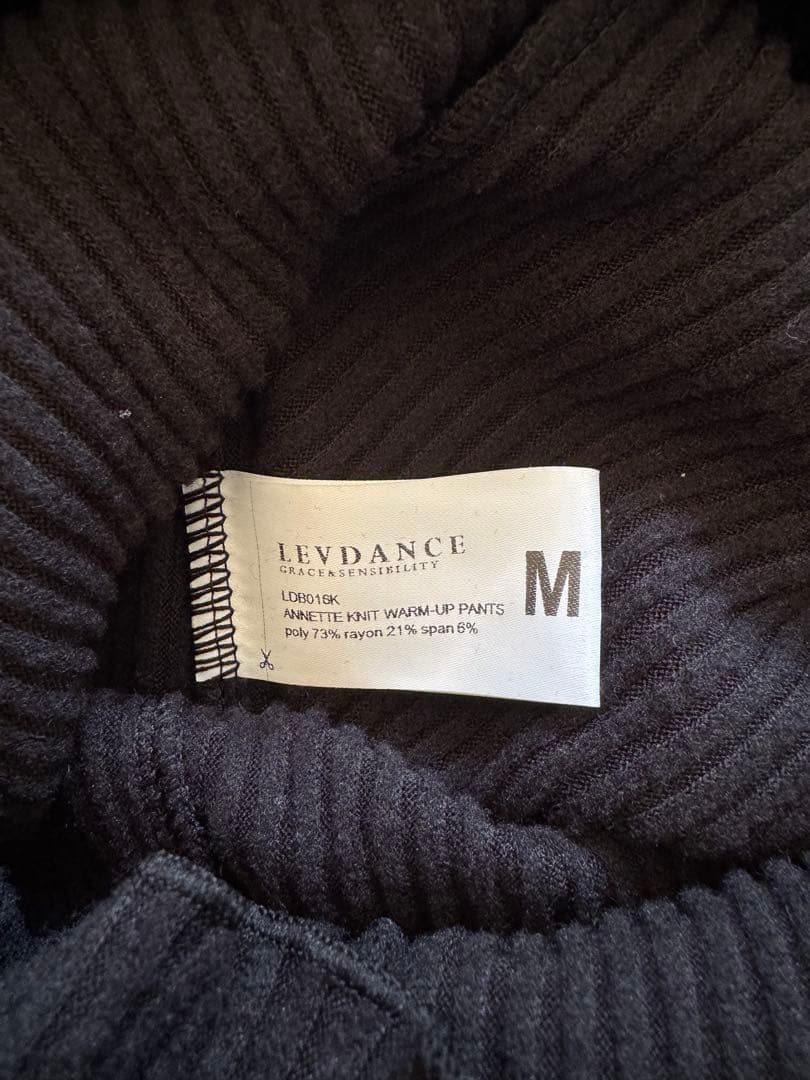 LEVDANCE
GRACE&SENSIBILITY
LDB016K
ANNETTE KNIT WARM-UP PANTS
poly 73% rayon 21% span 6%
M